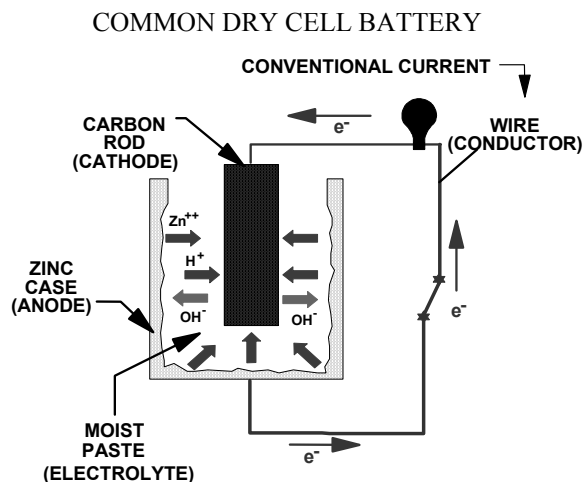 COMMON DRY CELL BATTERY
CONVENTIONAL CURRENT
e-
WIRE
(CONDUCTOR)
CARBON
ROD
(CATHODE)
Zn++
H+
OH-
OH-
ZINC
CASE
(ANODE)
e-
MOIST
PASTE
(ELECTROLYTE)
e-